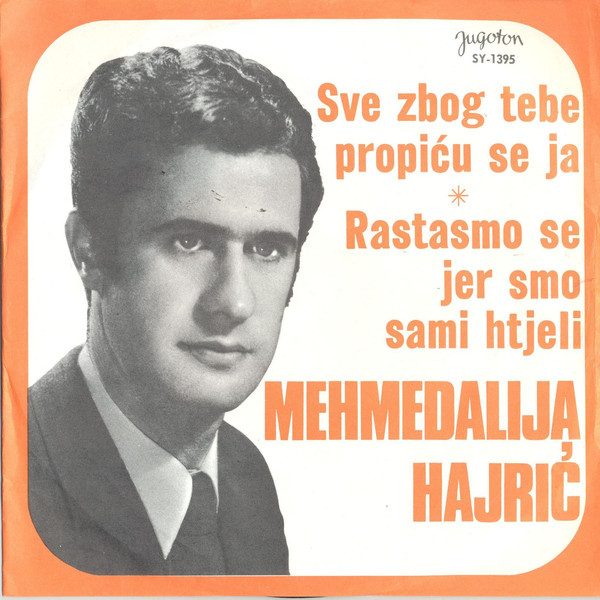 Jugoton
SY-1395
Sve zbog tebe
propiću se ja
*
Rastasmo se
jer smo
sami htjeli
MEHMEDALIJA
HAJRIĆ